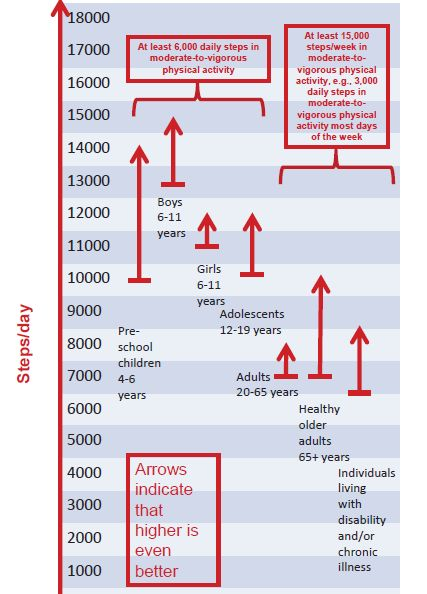 18000
17000
16000
15000
14000
13000
12000
11000
10000
9000
8000
7000
6000
5000
4000
3000
2000
1000
Steps/day
At least 6,000 daily steps in
moderate-to-vigorous
physical activity
At least 15,000
steps/week in
moderate-to-
vigorous physical
activity, e.g., 3,000
daily steps in
moderate-to-
vigorous physical
activity most days
of the week
Pre-
school
children
4-6
years
Boys
6-11
years
Girls
6-11
years
Adolescents
12-19 years
Adults
20-65 years
Healthy
older
adults
65+ years
Individuals
living
with
disability
and/or
chronic
illness
Arrows
indicate
that
higher is
even
better